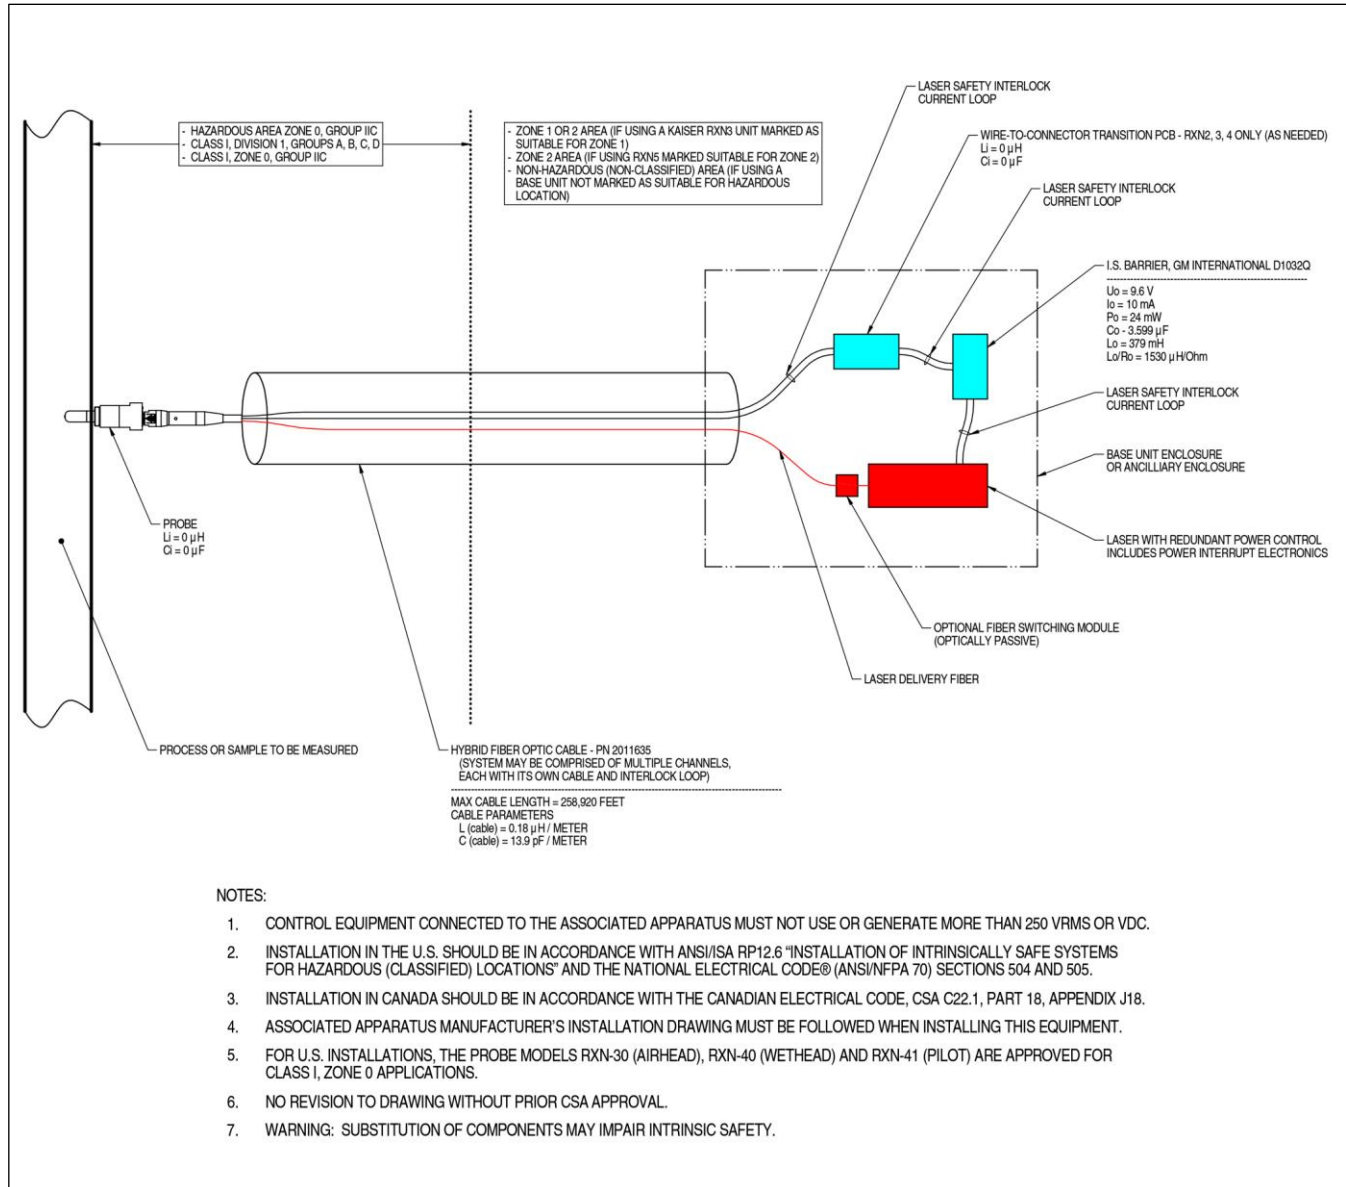 - HAZARDOUS AREA ZONE 0, GROUP IIC
- CLASS I, DIVISION 1, GROUPS A, B, C, D
- CLASS I, ZONE 0, GROUP IIC
- ZONE 1 OR 2 AREA (IF USING A KAISER RXN3 UNIT MARKED AS
SUITABLE FOR ZONE 1)
- ZONE 2 AREA (IF USING RXN5 MARKED SUITABLE FOR ZONE 2)
- NON-HAZARDOUS (NON-CLASSIFIED) AREA (IF USING A
BASE UNIT NOT MARKED AS SUITABLE FOR HAZARDOUS
LOCATION)
LASER SAFETY INTERLOCK
CURRENT LOOP
WIRE-TO-CONNECTOR TRANSITION PCB - RXN2, 3, 4 ONLY (AS NEEDED)
Li = 0 µH
Ci = 0 µF
LASER SAFETY INTERLOCK
CURRENT LOOP
I.S. BARRIER, GM INTERNATIONAL D1032Q
Uo = 9.6 V
Io = 10 mA
Po = 24 mW
Co - 3.599 µF
Lo = 379 mH
Lo/Ro = 1530 µH/Ohm
LASER SAFETY INTERLOCK
CURRENT LOOP
BASE UNIT ENCLOSURE
OR ANCILLIARY ENCLOSURE
PROBE
Li = 0 µH
Ci = 0 µF
LASER WITH REDUNDANT POWER CONTROL
INCLUDES POWER INTERRUPT ELECTRONICS
OPTIONAL FIBER SWITCHING MODULE
(OPTICALLY PASSIVE)
LASER DELIVERY FIBER
PROCESS OR SAMPLE TO BE MEASURED
HYBRID FIBER OPTIC CABLE - PN 2011635
(SYSTEM MAY BE COMPRISED OF MULTIPLE CHANNELS,
EACH WITH ITS OWN CABLE AND INTERLOCK LOOP)
MAX CABLE LENGTH = 258,920 FEET
CABLE PARAMETERS
L (cable) = 0.18 µH / METER
C (cable) = 13.9 pF / METER
NOTES:
1. CONTROL EQUIPMENT CONNECTED TO THE ASSOCIATED APPARATUS MUST NOT USE OR GENERATE MORE THAN 250 VRMS OR VDC.
2. INSTALLATION IN THE U.S. SHOULD BE IN ACCORDANCE WITH ANSI/ISA RP12.6 “INSTALLATION OF INTRINSICALLY SAFE SYSTEMS
FOR HAZARDOUS (CLASSIFIED) LOCATIONS” AND THE NATIONAL ELECTRICAL CODE® (ANSI/NFPA 70) SECTIONS 504 AND 505.
3. INSTALLATION IN CANADA SHOULD BE IN ACCORDANCE WITH THE CANADIAN ELECTRICAL CODE, CSA C22.1, PART 18, APPENDIX J18.
4. ASSOCIATED APPARATUS MANUFACTURER'S INSTALLATION DRAWING MUST BE FOLLOWED WHEN INSTALLING THIS EQUIPMENT.
5. FOR U.S. INSTALLATIONS, THE PROBE MODELS RXN-30 (AIRHEAD), RXN-40 (WETHEAD) AND RXN-41 (PILOT) ARE APPROVED FOR
CLASS I, ZONE 0 APPLICATIONS.
6. NO REVISION TO DRAWING WITHOUT PRIOR CSA APPROVAL.
7. WARNING: SUBSTITUTION OF COMPONENTS MAY IMPAIR INTRINSIC SAFETY.